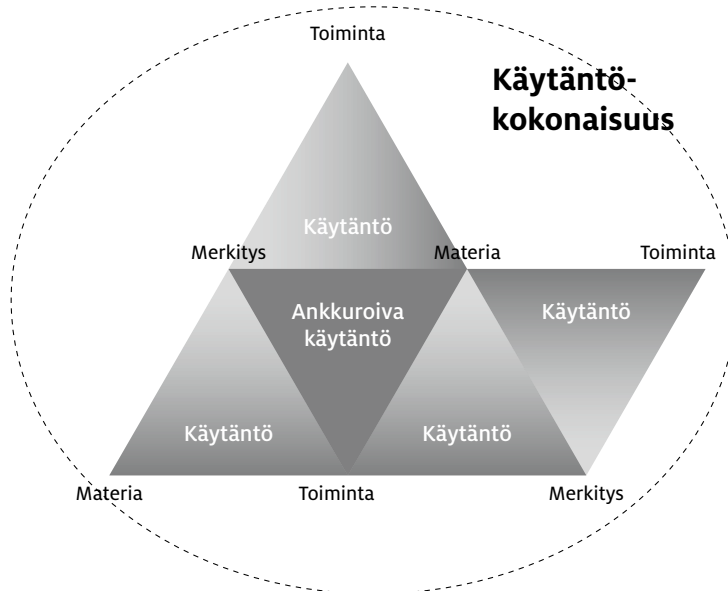 Toiminta
Käytäntö-
kokonaisuus
Käytäntö
Merkitys
Materia
Toiminta
Ankkuroiva
käytäntö
Käytäntö
Käytäntö
Käytäntö
Materia
Toiminta
Merkitys